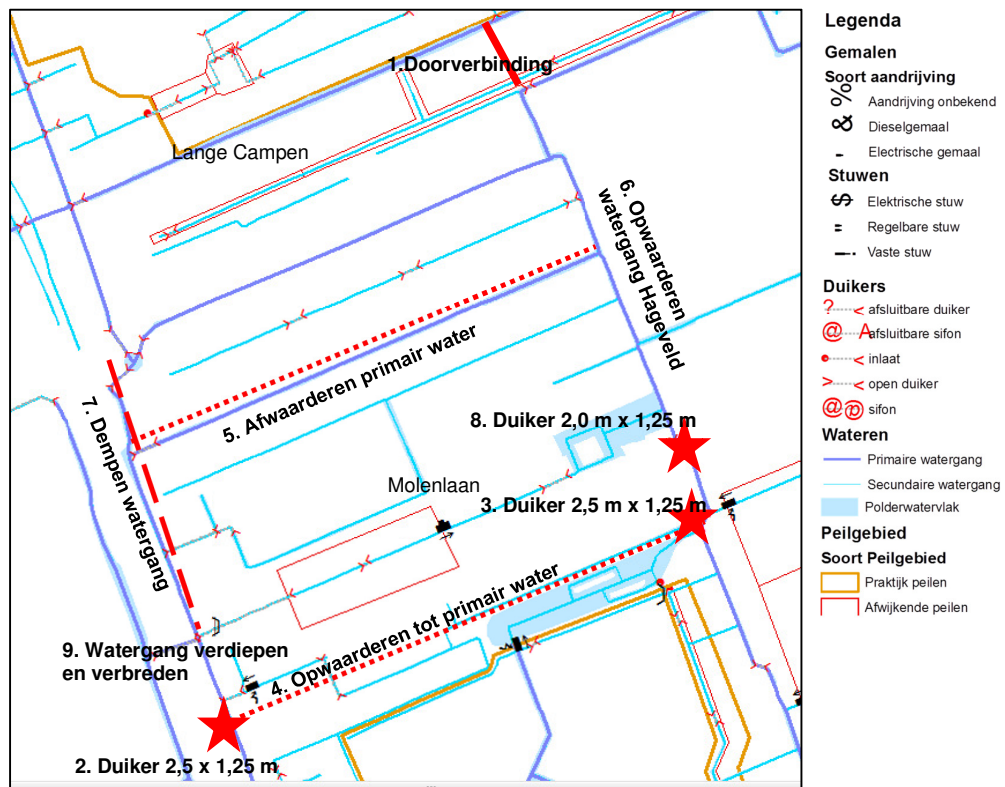 1.Doorverbinding
Lange Campen
6. Opwaarderen
watergang Hageveld
5. Afwaarderen primair water
7. Dempen watergang
8. Duiker 2,0 m x 1,25 m
Molenlaan
3. Duiker 2,5 m x 1,25 m
4. Opwaarderen tot primair water
9. Watergang verdiepen
en verbreden
2. Duiker 2,5 x 1,25 m
Legenda
Gemalen
Soort aandrijving
% Aandrijving onbekend
& Dieselgemaal
Electrische gemaal
Stuwen
$ Elektrische stuw
Regelbare stuw
Vaste stuw
Duikers
? < afsluitbare duiker
@ A afsluitbare sifon
< inlaat
> < open duiker
@ @ sifon
Wateren
Primaire watergang
Secundaire watergang
Polderwatervlak
Peilgebied
Soort Peilgebied
Praktijk peilen
Afwijkende peilen